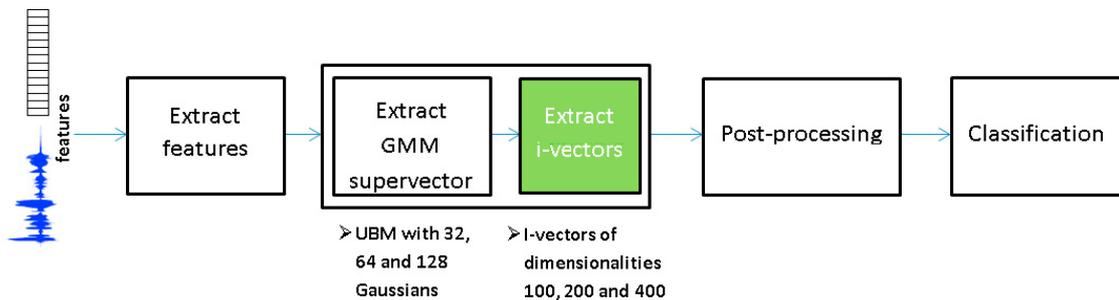 features
Extract
features
Extract
GMM
supervector
Extract
i-vectors
Post-processing
Classification
➢UBM with 32,
64 and 128
Gaussians
➢I-vectors of
dimensionalities
100, 200 and 400